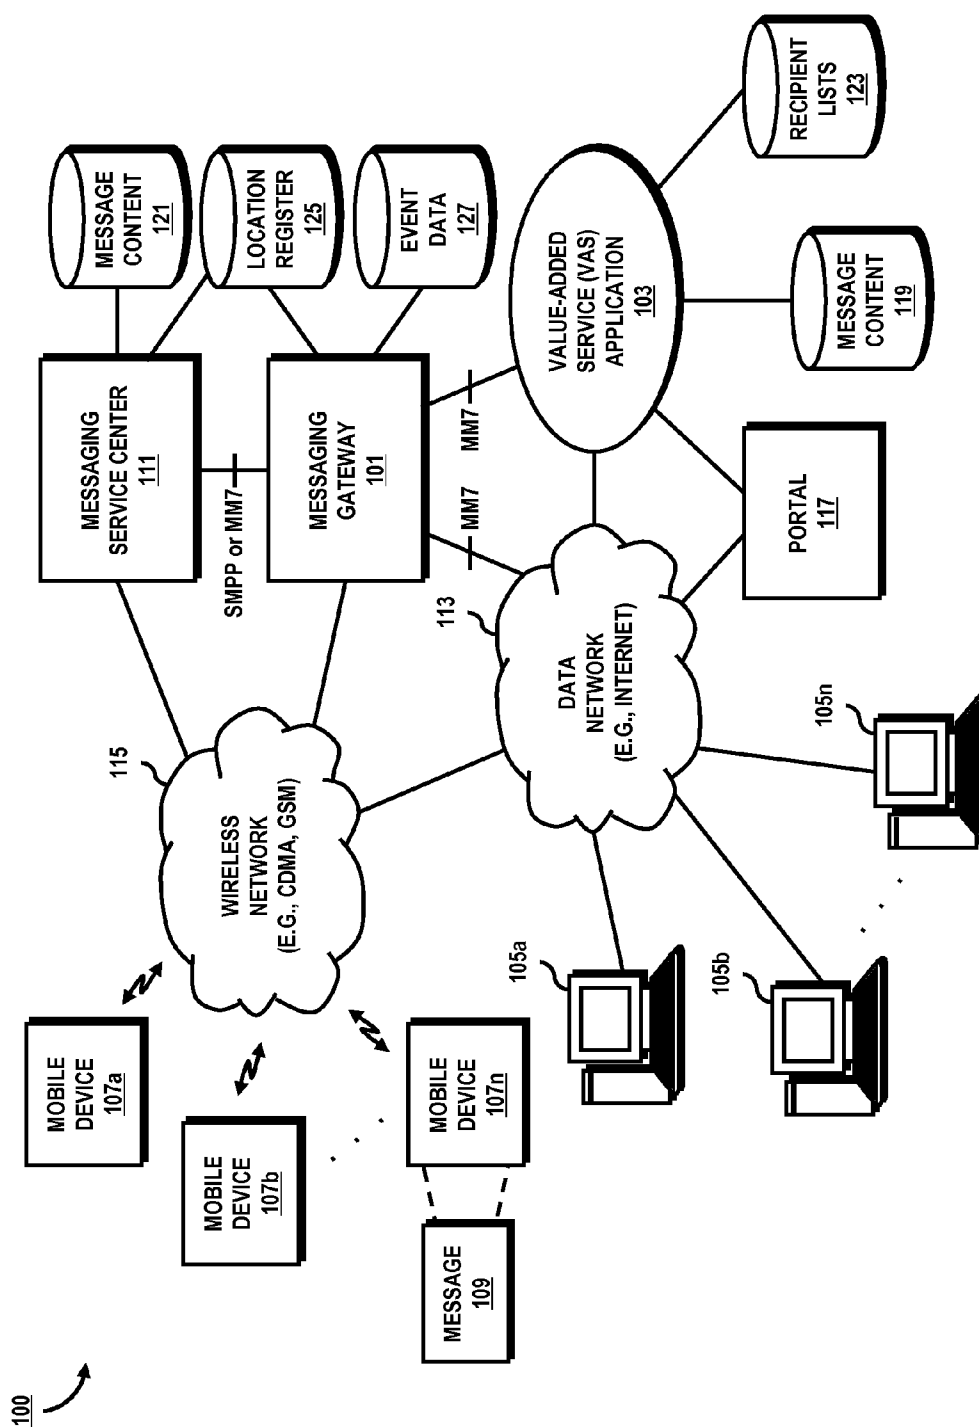 100
MOBILE
DEVICE
107a
MOBILE
DEVICE
107b
MOBILE
DEVICE
107n
MESSAGE
109
115
WIRELESS
NETWORK
(E.G., CDMA, GSM)
MESSAGING
SERVICE CENTER
111
SMPP or MM7
MESSAGING
GATEWAY
101
MESSAGE
CONTENT
121
LOCATION
REGISTER
125
EVENT
DATA
127
MM7
MM7
113
DATA
NETWORK
(E.G., INTERNET)
VALUE-ADDED
SERVICE (VAS)
APPLICATION
103
RECIPIENT
LISTS
123
MESSAGE
CONTENT
119
PORTAL
117
105a
105b
105n